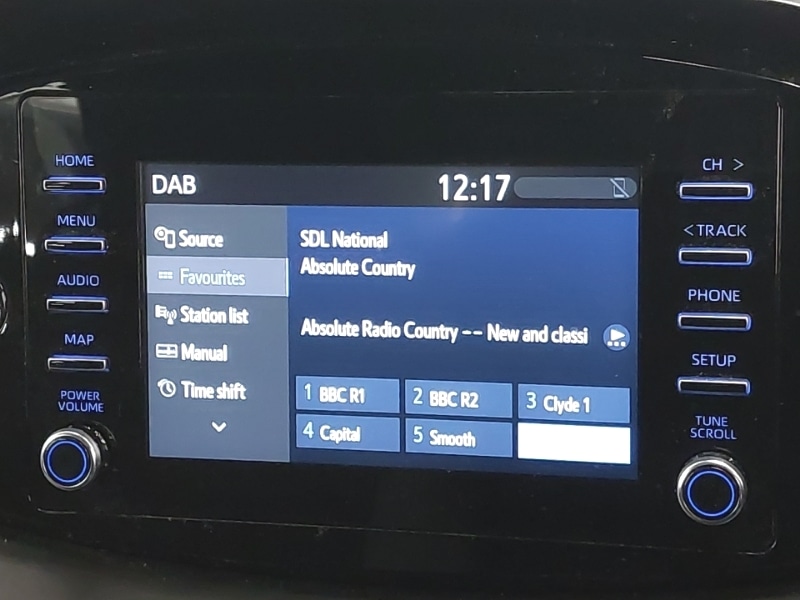 HOME
MENU
AUDIO
MAP
POWER
VOLUME
DAB
12:17
Source
Favourites
Station list
Manual
Time shift
SDL National
Absolute Country
Absolute Radio Country -- New and classi
1 BBC R1
2 BBC R2
3 Clyde 1
4 Capital
5 Smooth
CH >
< TRACK
PHONE
SETUP
TUNE
SCROLL